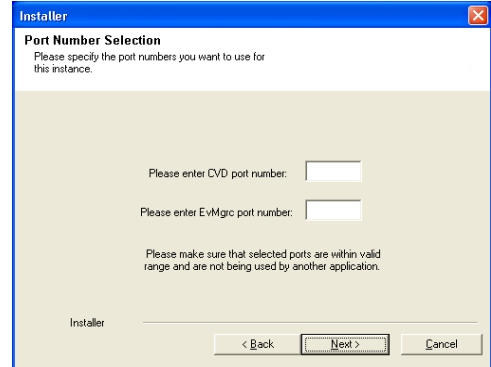 Installer
Port Number Selection
Please specify the port numbers you want to use for
this instance.
Please enter CVD port number:
Please enter EvMgrc port number:
Please make sure that selected ports are within valid
range and are not being used by another application.
Installer
< Back
Next >
Cancel